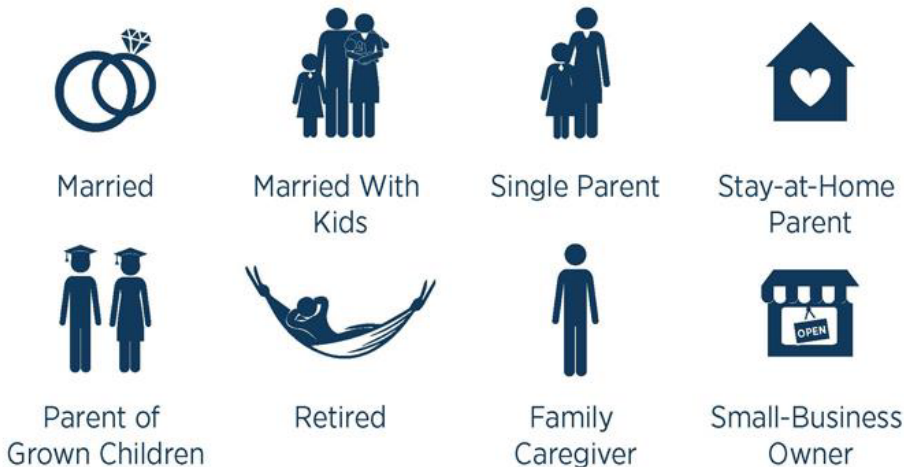 Married
Married With
Kids
Single Parent
Stay-at-Home
Parent
Parent of
Grown Children
Retired
Family
Caregiver
OPEN
Small-Business
Owner